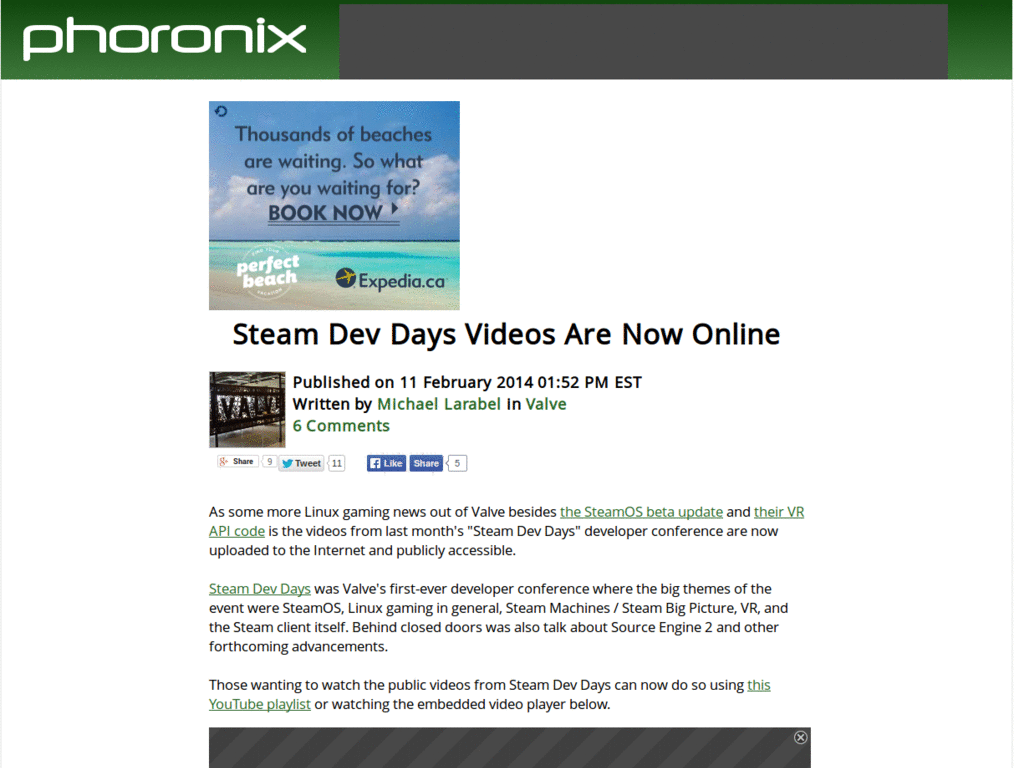 phoronix
Thousands of beaches
are waiting. So what
are you waiting for?
BOOK NOW
perfect
beach
Expedia.ca
Steam Dev Days Videos Are Now Online
VALVE
Published on 11 February 2014 01:52 PM EST
Written by Michael Larabel in Valve
6 Comments
Share 9 Tweet 11 Like Share 5
As some more Linux gaming news out of Valve besides the SteamOS beta update and their VR
API code is the videos from last month's "Steam Dev Days" developer conference are now
uploaded to the Internet and publicly accessible.
Steam Dev Days was Valve's first-ever developer conference where the big themes of the
event were SteamOS, Linux gaming in general, Steam Machines / Steam Big Picture, VR, and
the Steam client itself. Behind closed doors was also talk about Source Engine 2 and other
forthcoming advancements.
Those wanting to watch the public videos from Steam Dev Days can now do so using this
YouTube playlist or watching the embedded video player below.